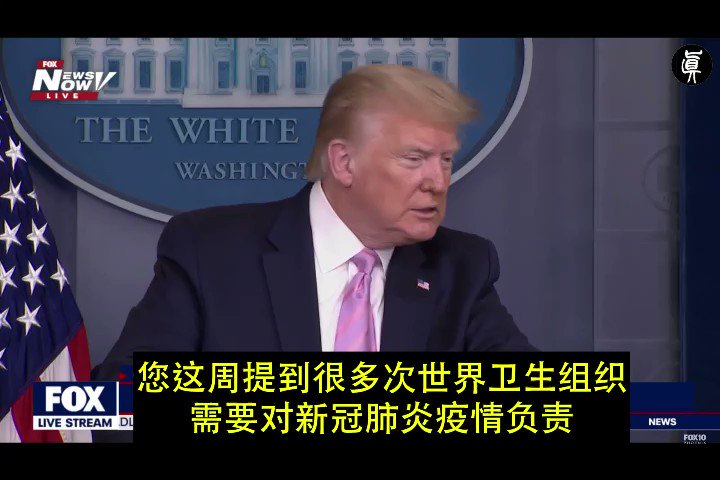 FOX
NEWS
NOW
LIVE
真
THE WHITE
WASHINGT
您这周提到很多次世界卫生组织
需要对新冠肺炎疫情负责
FOX
LIVE STREAM
DL
NEWS
FOX10
PHOENIX